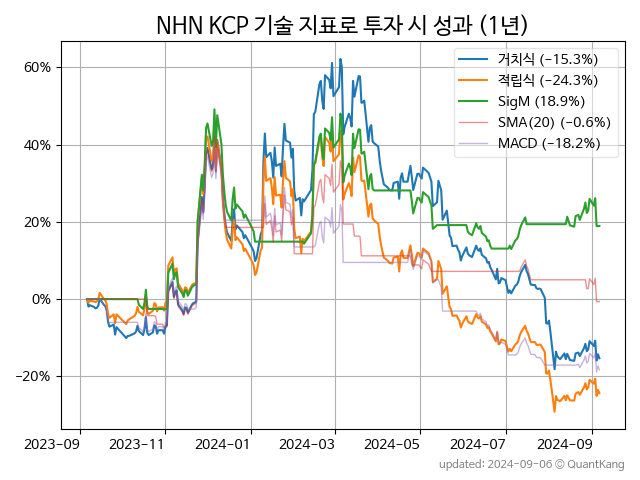 NHN KCP 기술 지표로 투자 시 성과 (1년)
거치식 (−15.3%)
적립식 (−24.3%)
SigM (18.9%)
SMA(20) (−0.6%)
MACD (−18.2%)
60%
40%
20%
0%
−20%
2023-09 2023-11 2024-01 2024-03 2024-05 2024-07 2024-09
updated: 2024-09-06 © QuantKang